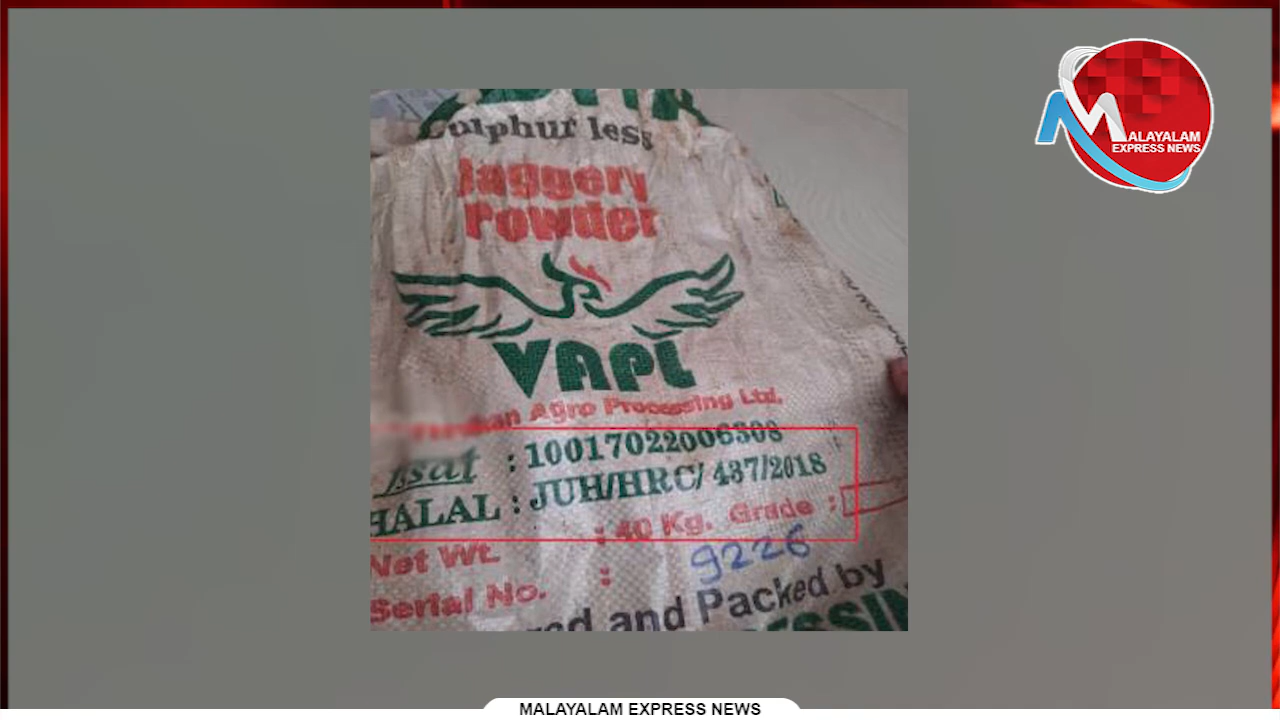 MALAYALAM
EXPRESS NEWS
Sulphur less
Jaggery
Powder
VAPL
Agro Processing Ltd.
fssai : 10017022006308
HALAL : JUH/HRC/ 437/2018
Net Wt. : 40 Kg. Grade :
Serial No. : 9226
and Packed by
MALAYALAM EXPRESS NEWS